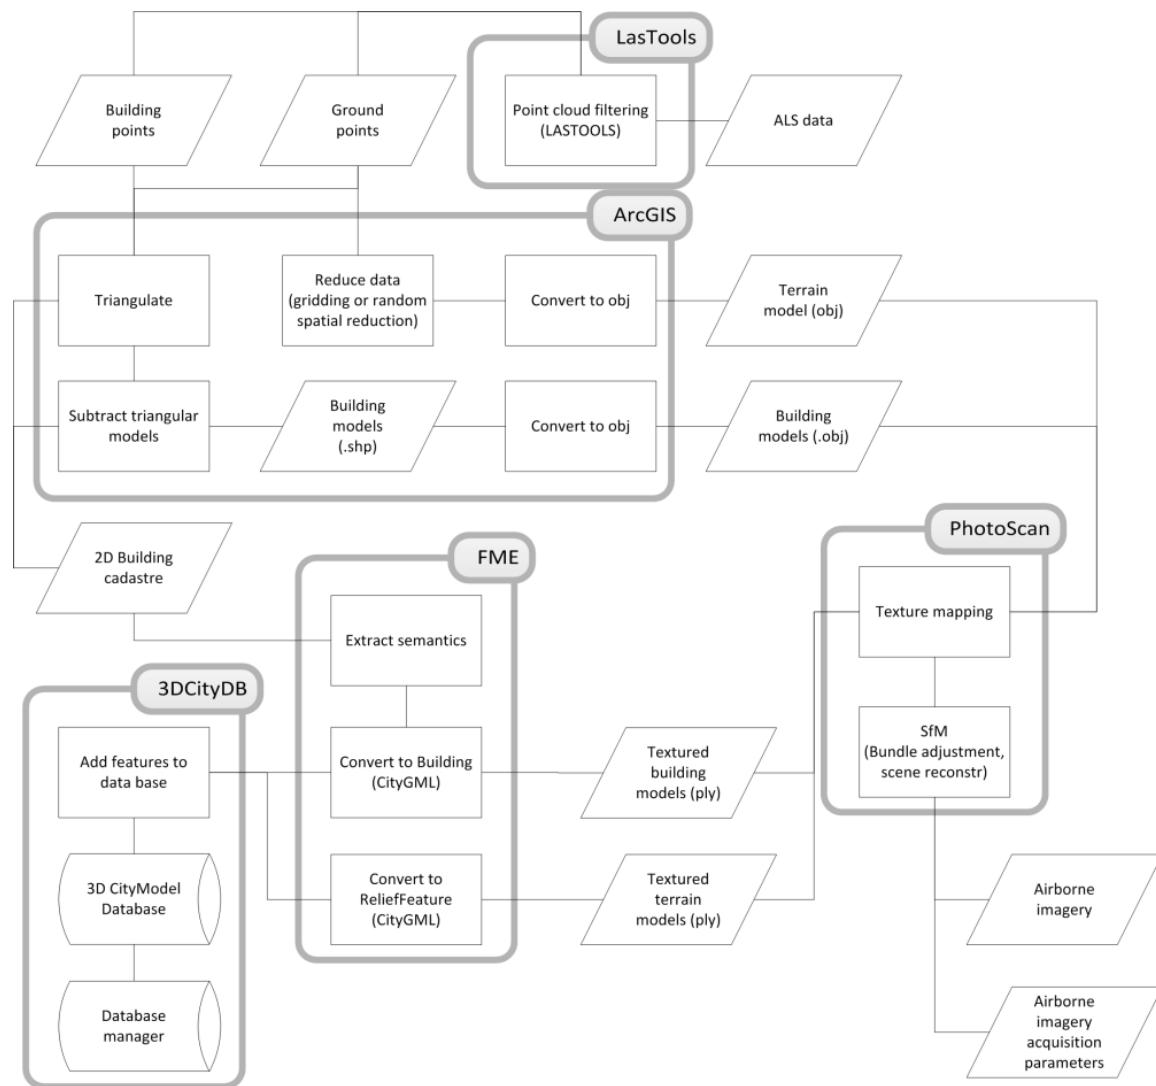 LasTools
Building
points
Ground
points
Point cloud filtering
(LASTOOLS)
ALS data
ArcGIS
Triangulate
Reduce data
(gridding or random
spatial reduction)
Convert to obj
Terrain
model (obj)
Subtract triangular
models
Building
models
(.shp)
Convert to obj
Building
models (.obj)
2D Building
cadastre
FME
PhotoScan
Extract semantics
Texture mapping
3DCityDB
Add features to
data base
Convert to Building
(CityGML)
Textured
building
models (ply)
SfM
(Bundle adjustment,
scene reconstr)
3D CityModel
Database
Convert to
ReliefFeature
(CityGML)
Textured
terrain
models (ply)
Airborne
imagery
Database
manager
Airborne
imagery
acquisition
parameters